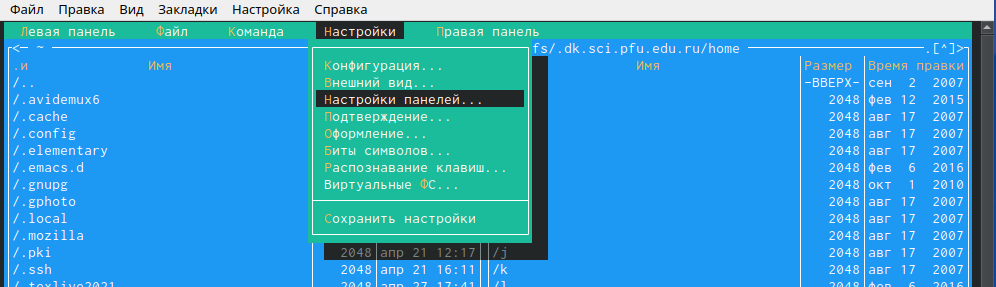 Файл Правка Вид Закладки Настройка Справка
Левая панель Файл Команда Настройки Правая панель
<— ~ fs/.dk.sci.pfu.edu.ru/home .[^]>
.и Имя Конфигурация... Имя Размер Время правки
/.. Внешний вид... -ВВЕРХ- сен 2 2007
/.avidemux6 Настройки панелей... 2048 фев 12 2015
/.cache Подтверждение... 2048 авг 17 2007
/.config Оформление... 2048 авг 17 2007
/.elementary Биты символов... 2048 авг 17 2007
/.emacs.d Распознавание клавиш... 2048 фев 6 2016
/.gnupg Виртуальные ФС... 2048 окт 1 2010
/.gphoto 2048 авг 17 2007
/.local Сохранить настройки 2048 авг 17 2007
/.mozilla 2048 авг 17 2007
/.pki 2048 апр 21 12:17 /j 2048 авг 17 2007
/.ssh 2048 апр 21 16:11 /k 2048 авг 17 2007
/.texlive2021 2048 апр 27 17:41 /l 2048 фев 6 2016